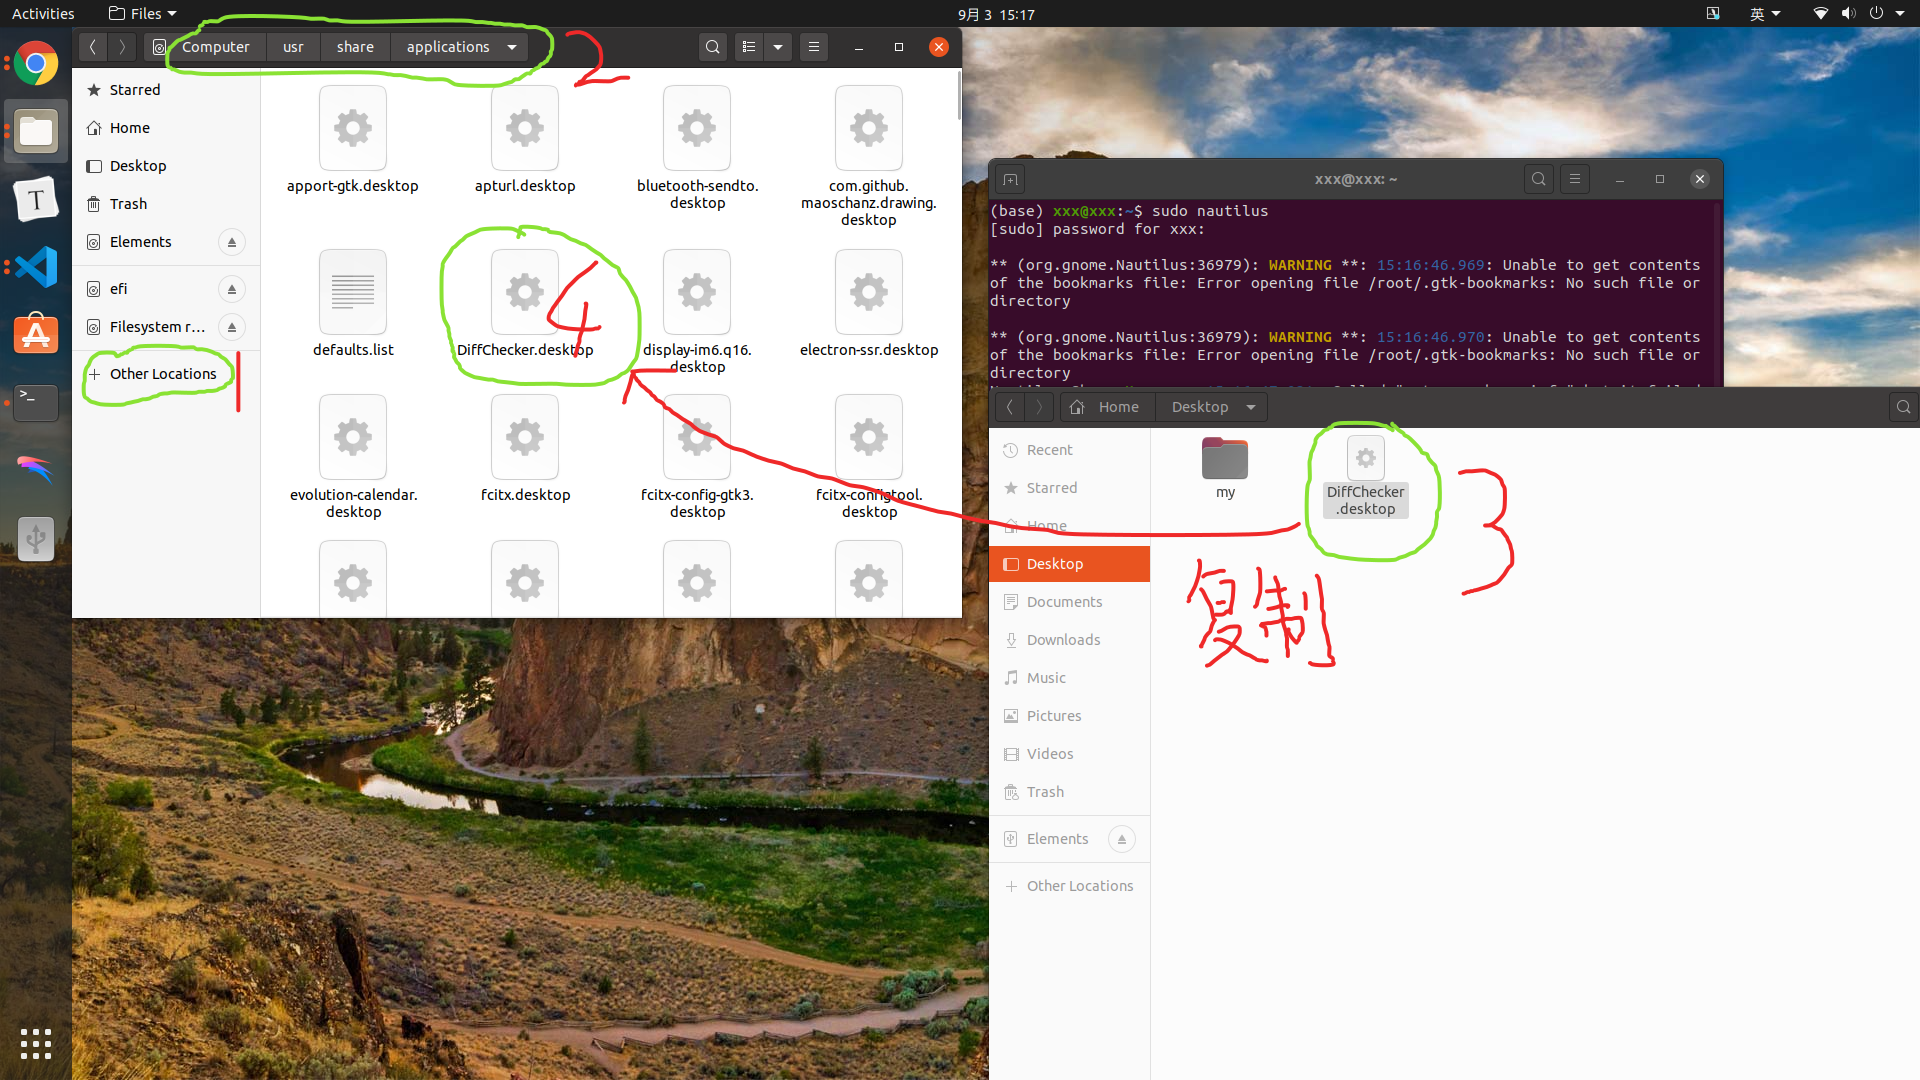 Activities
Files
9月 3 15:17
英
Computer
usr
share
applications
2
Starred
Home
Desktop
Trash
Elements
efi
Filesystem r...
Other Locations
1
apport-gtk.desktop
apturl.desktop
bluetooth-sendto.
desktop
com.github.
maoschanz.drawing.
desktop
defaults.list
DiffChecker.desktop
4
display-im6.q16.
desktop
electron-ssr.desktop
evolution-calendar.
desktop
fcitx.desktop
fcitx-config-gtk3.
desktop
fcitx-configtool.
desktop
xxx@xxx: ~
(base) xxx@xxx:~$ sudo nautilus
[sudo] password for xxx:
** (org.gnome.Nautilus:36979): WARNING **: 15:16:46.969: Unable to get contents
of the bookmarks file: Error opening file /root/.gtk-bookmarks: No such file or
directory
** (org.gnome.Nautilus:36979): WARNING **: 15:16:46.970: Unable to get contents
of the bookmarks file: Error opening file /root/.gtk-bookmarks: No such file or
directory
Home
Desktop
Recent
Starred
Home
Desktop
Documents
Downloads
Music
Pictures
Videos
Trash
Elements
Other Locations
my
DiffChecker
.desktop
3
复制